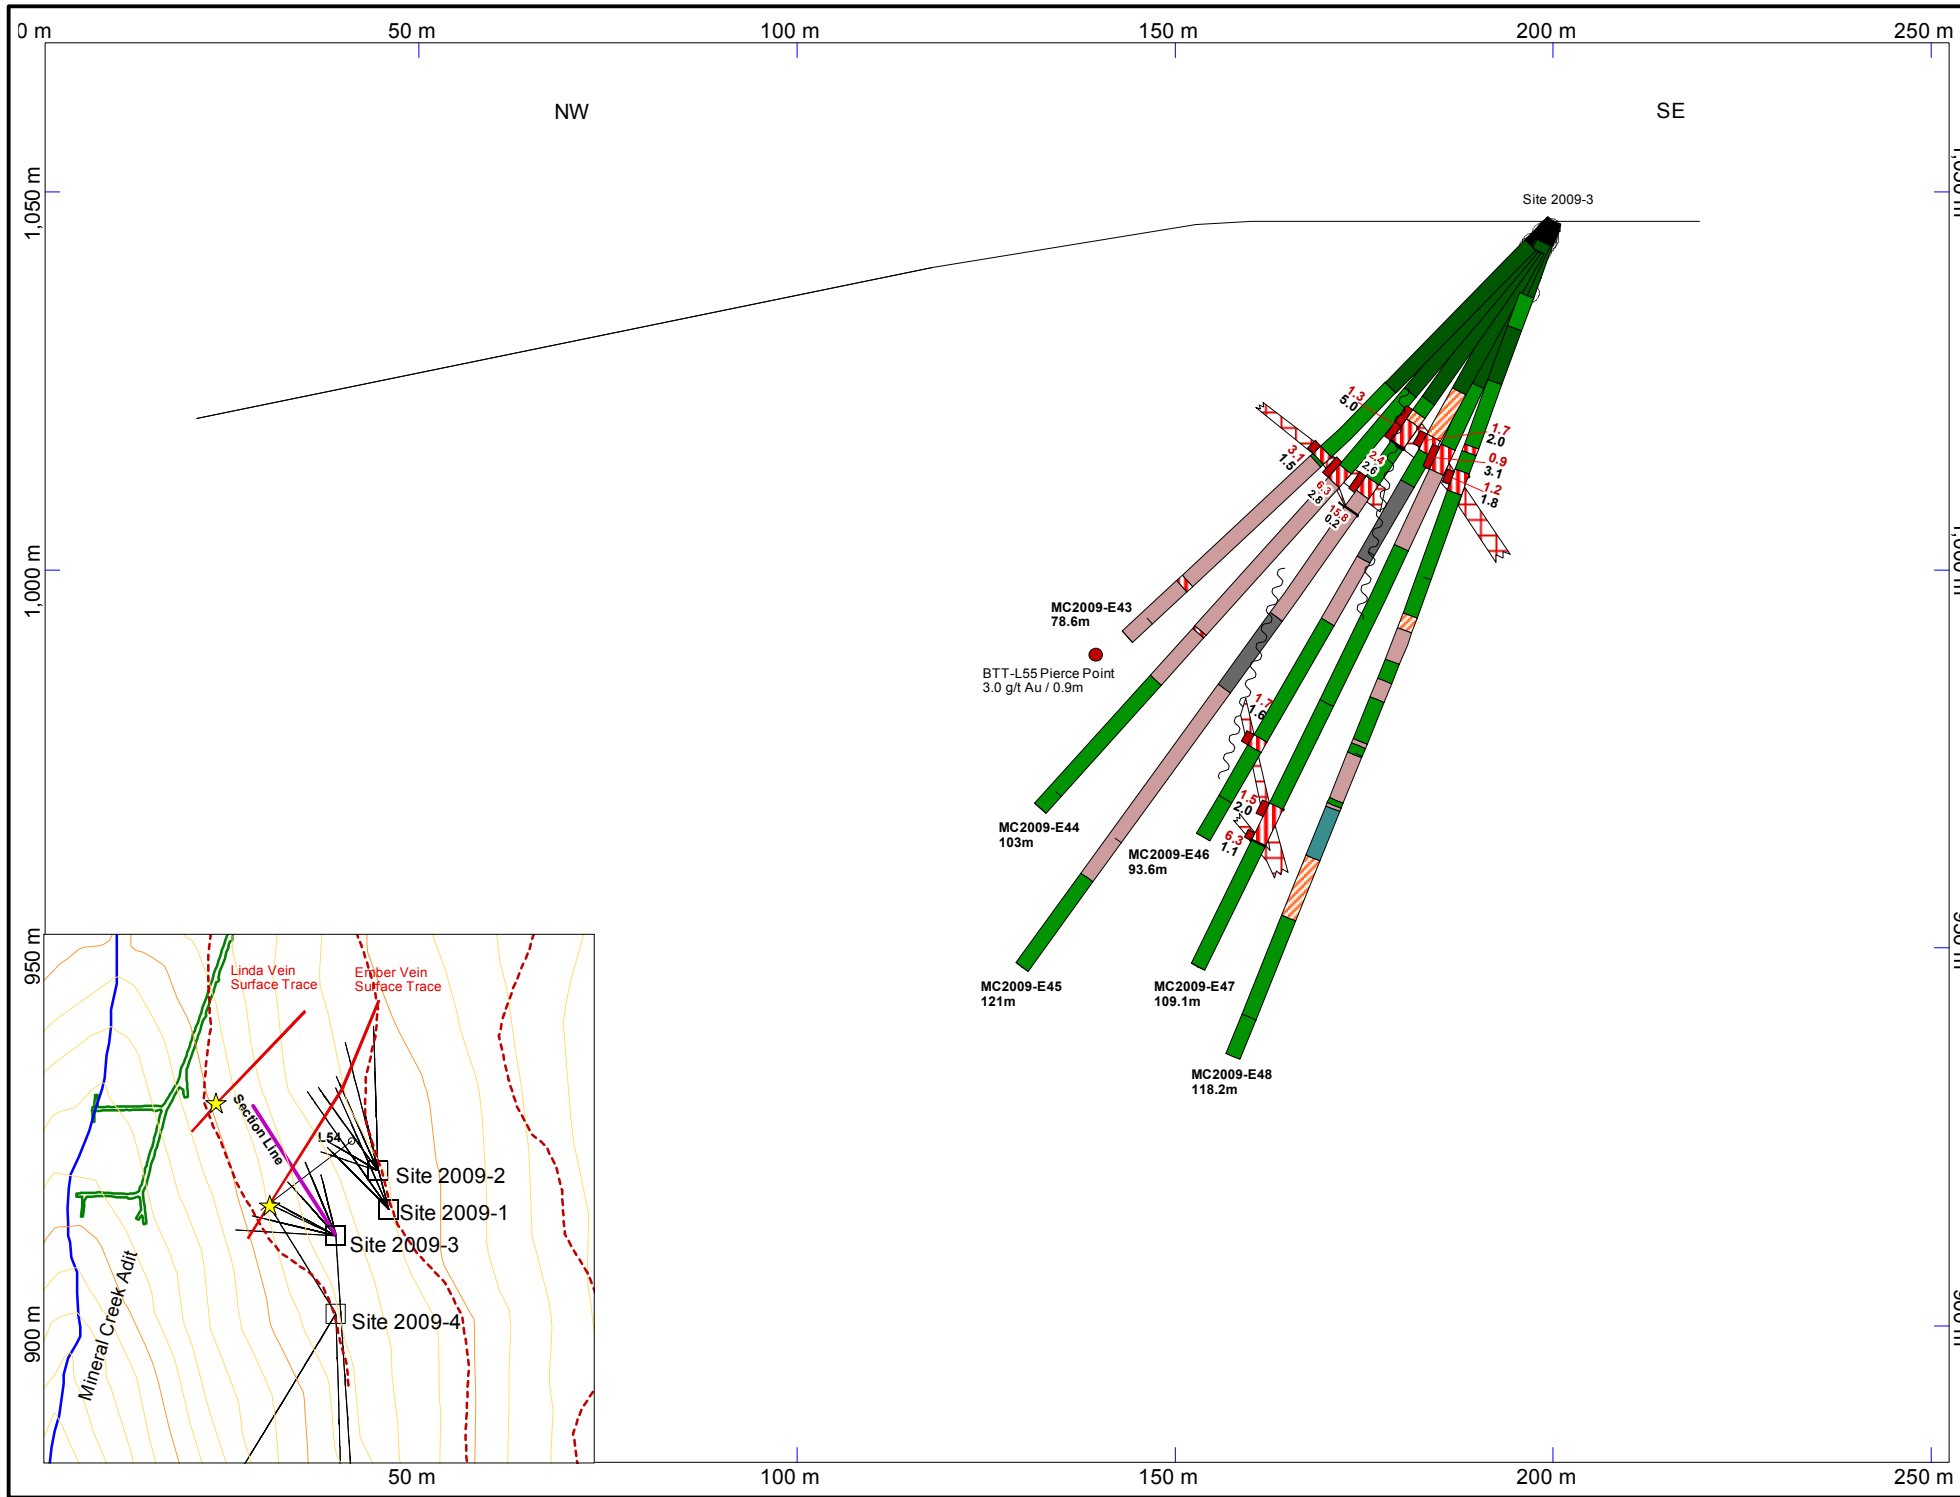 0 m
50 m
100 m
150 m
200 m
250 m
NW
SE
1,050 m
Site 2009-3
1.3
5.0
1.7
2.0
3.1
1.5
2.4
2.6
0.9
3.1
6.3
2.8
1.2
1.8
15.8
0.2
1,000 m
MC2009-E43
78.6m
BTT-L55 Pierce Point
3.0 g/t Au / 0.9m
1.7
1.6
1.5
2.0
6.3
1.1
MC2009-E44
103m
MC2009-E46
93.6m
950 m
MC2009-E45
121m
MC2009-E47
109.1m
MC2009-E48
118.2m
Linda Vein
Surface Trace
Ember Vein
Surface Trace
Section Line
L54
Site 2009-2
Site 2009-1
Site 2009-3
Site 2009-4
Mineral Creek Adit
900 m
50 m
100 m
150 m
200 m
250 m